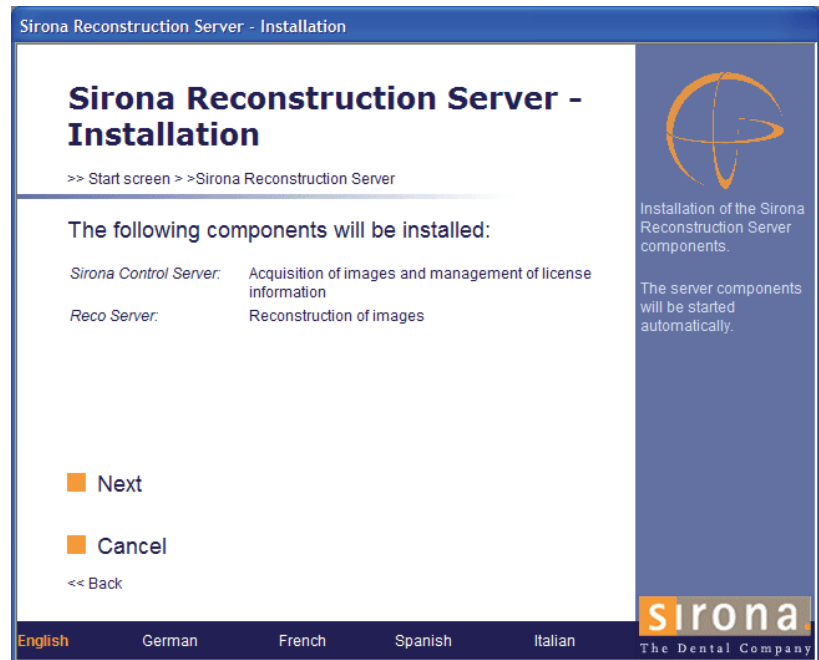 Sirona Reconstruction Server - Installation
Sirona Reconstruction Server -
Installation
>> Start screen > >Sirona Reconstruction Server
The following components will be installed:
Sirona Control Server: Acquisition of images and management of license
information
Reco Server: Reconstruction of images
Next
Cancel
<< Back
Installation of the Sirona
Reconstruction Server
components.
The server components
will be started
automatically.
sırona.
The Dental Company
English German French Spanish Italian